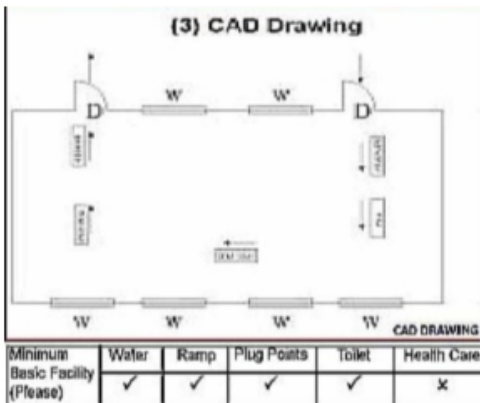 (3) CAD Drawing
W W
D D
W W W W
CAD DRAWING
Minimum Basic Facility (Please) Water Ramp Plug Points Toilet Health Care
✓ ✓ ✓ ✓ x